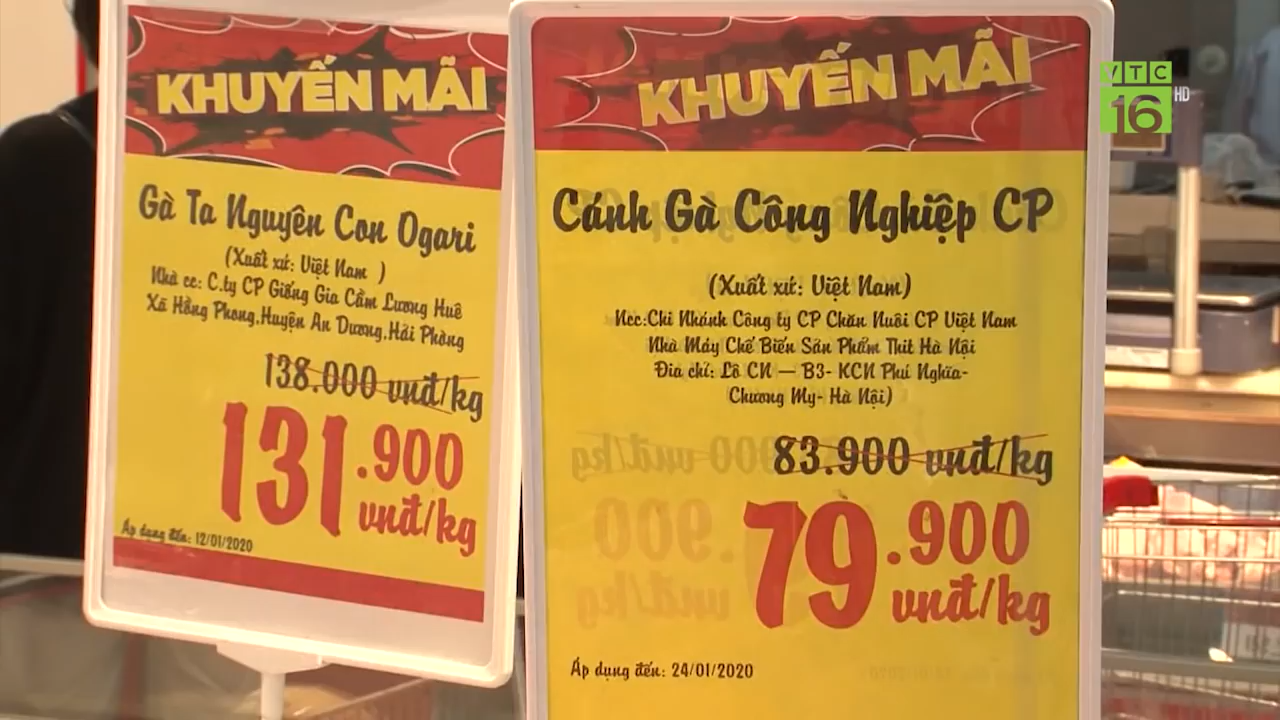 KHUYẾN MÃI
Gà Ta Nguyên Con Ogari
(Xuất xứ: Việt Nam )
Nhà cc: C.ty CP Giống Gia Cầm Lương Huê
Xã Hồng Phong,Huyện An Dương,Hải Phòng
138.000 vnđ/kg
131.900
vnđ/kg
Áp dụng đến: 12/01/2020
KHUYẾN MÃI
Cánh Gà Công Nghiệp CP
(Xuất xứ: Việt Nam)
Ncc:Chi Nhánh Công ty CP Chăn Nuôi CP Việt Nam
Nhà Máy Chế Biến Sản Phẩm Thit Hà Nội
Địa chỉ: Lô CN – B3- KCN Phú Nghĩa-
Chương My- Hà Nội)
83.900 vnđ/kg
79.900
vnđ/kg
Áp dụng đến: 24/01/2020
VTC
16 HD